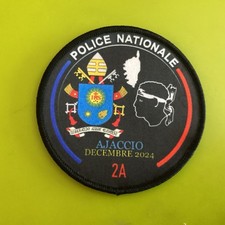 POLICE NATIONALE
AJACCIO
DECEMBRE 2024
2A